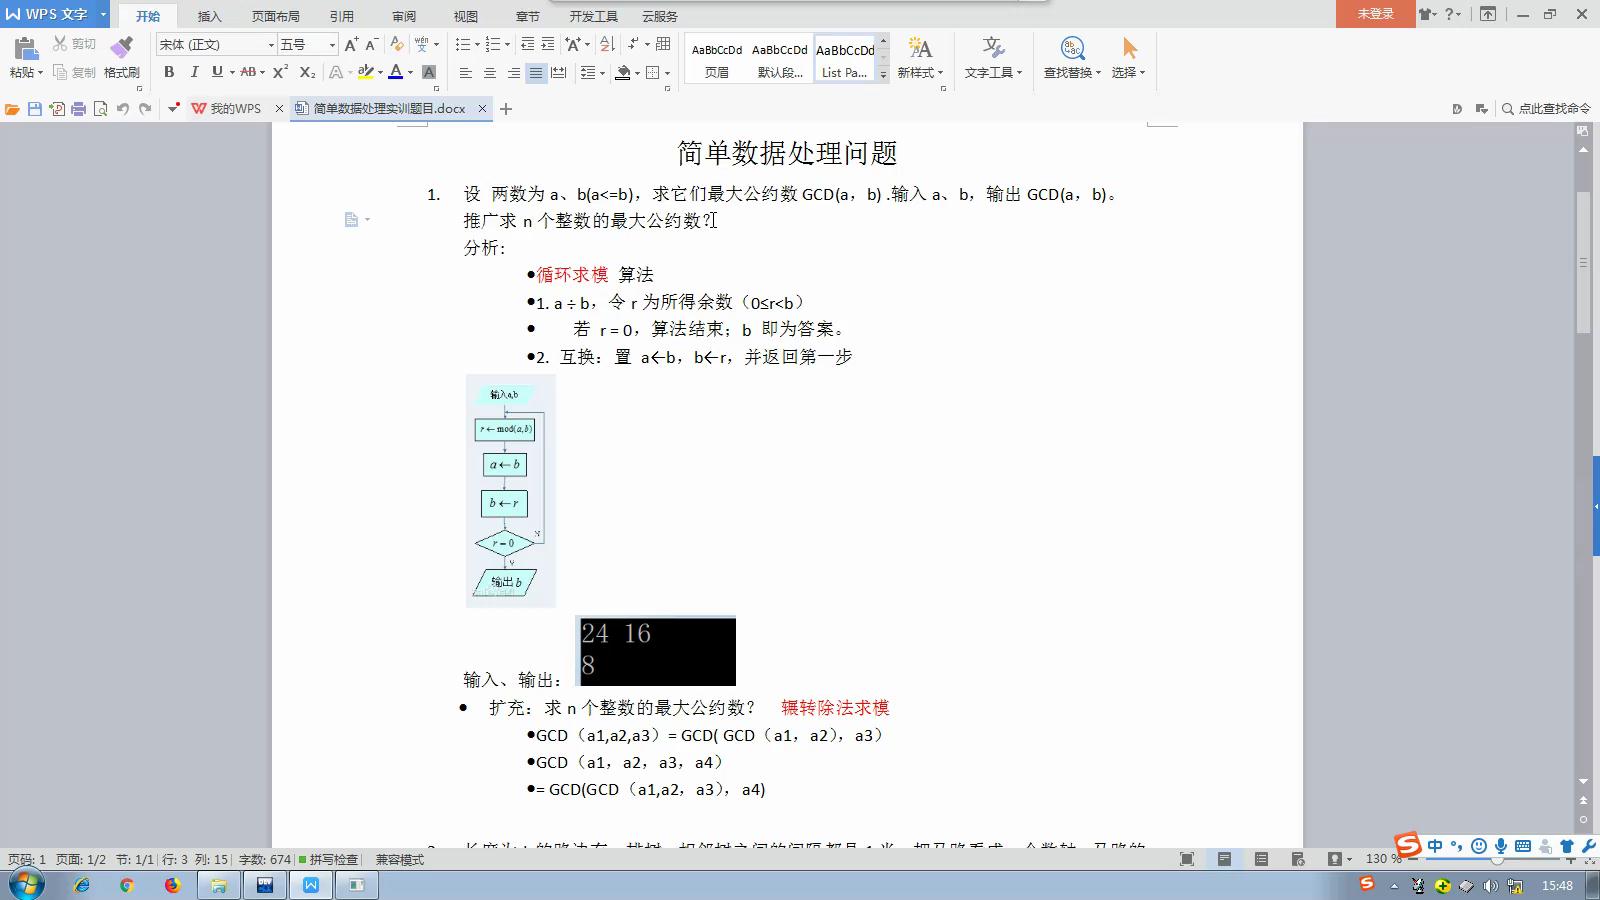 WPS 文字
开始 插入 页面布局 引用 审阅 视图 章节 开发工具 云服务
未登录
粘贴 剪切 复制 格式刷
宋体 (正文) 五号
AaBbCcDd AaBbCcDd AaBbCcDd
页眉 默认段... List Pa...
新样式 文字工具 查找替换 选择
我的WPS 简单数据处理实训题目.docx 点此查找命令
简单数据处理问题
1. 设 两数为 a、b(a<=b)，求它们最大公约数 GCD(a，b) .输入 a、b，输出 GCD(a，b)。
推广求 n 个整数的最大公约数?
分析:
●循环求模 算法
●1. a ÷ b，令 r 为所得余数（0≤r<b）
● 若 r = 0，算法结束；b 即为答案。
●2. 互换：置 a←b，b←r，并返回第一步
输入a,b
r ← mod(a,b)
a ← b
b ← r
r = 0
N
Y
输出 b
24 16
8
输入、输出：
● 扩充：求 n 个整数的最大公约数？ 辗转除法求模
●GCD（a1,a2,a3）= GCD( GCD（a1，a2），a3）
●GCD（a1，a2，a3，a4）
●= GCD(GCD（a1,a2，a3），a4)
页码: 1 页面: 1/2 节: 1/1 行: 3 列: 15 字数: 674 拼写检查 兼容模式
130 %
中
15:48